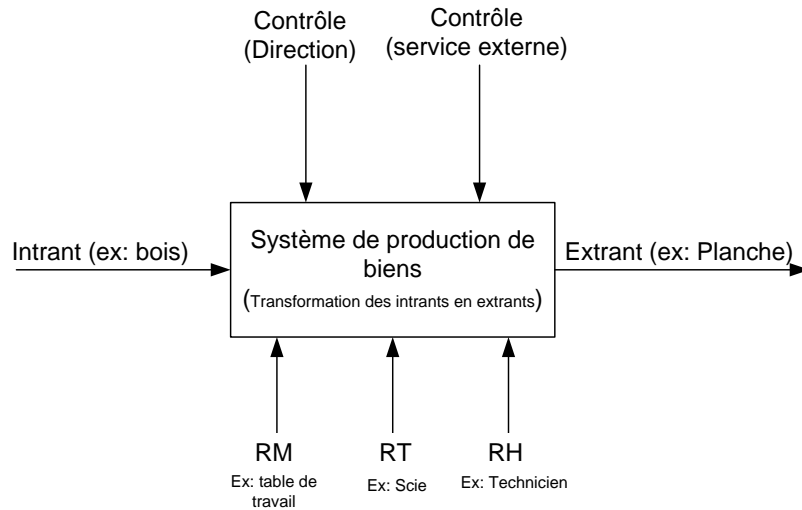 Contrôle
(Direction)
Contrôle
(service externe)
Intrant (ex: bois)
Système de production de
biens
(Transformation des intrants en extrants)
Extrant (ex: Planche)
RM
Ex: table de
travail
RT
Ex: Scie
RH
Ex: Technicien